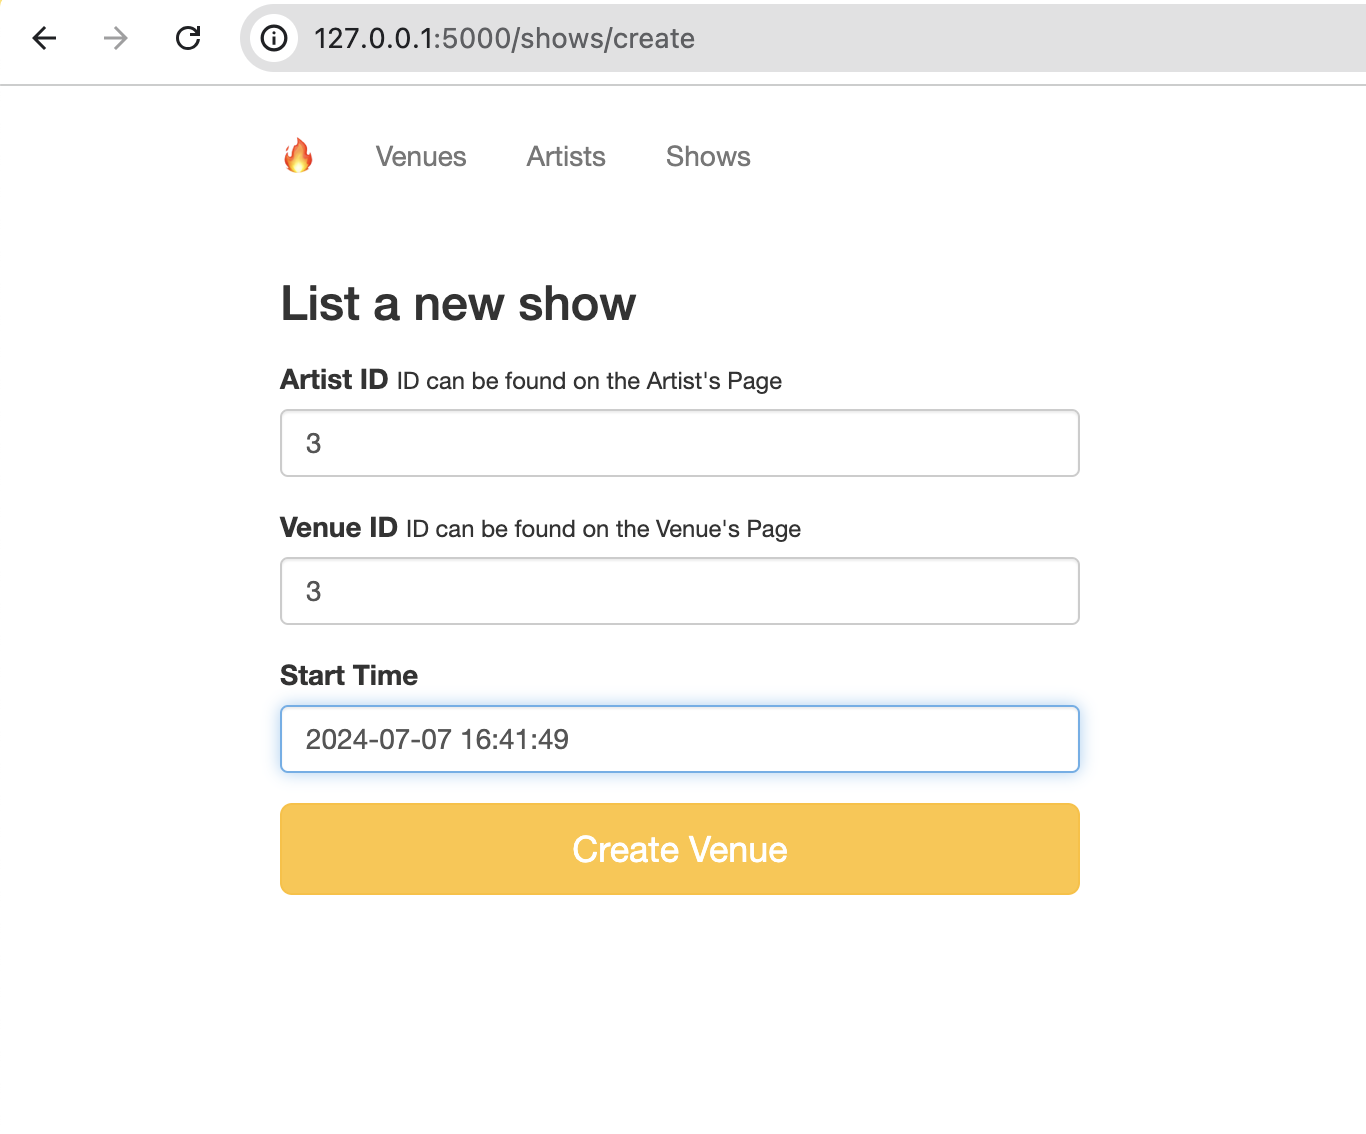 127.0.0.1:5000/shows/create
Venues Artists Shows
List a new show
Artist ID ID can be found on the Artist's Page
3
Venue ID ID can be found on the Venue's Page
3
Start Time
2024-07-07 16:41:49
Create Venue